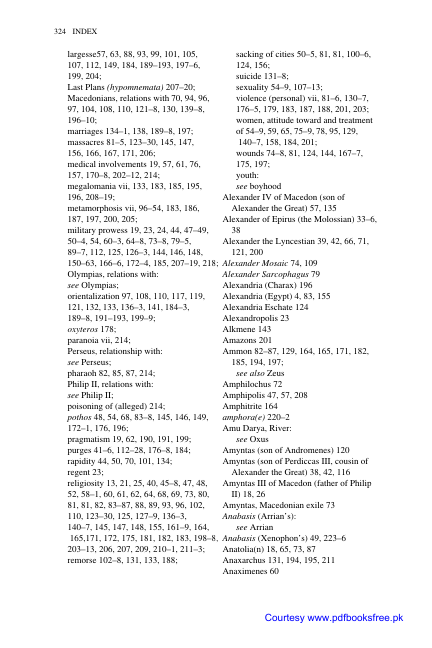 324 INDEX
largesse57, 63, 88, 93, 99, 101, 105,
107, 112, 149, 184, 189–193, 197–6,
199, 204;
Last Plans (hypomnemata) 207–20;
Macedonians, relations with 70, 94, 96,
97, 104, 108, 110, 121–8, 130, 139–8,
196–10;
marriages 134–1, 138, 189–8, 197;
massacres 81–5, 123–30, 145, 147,
156, 166, 167, 171, 206;
medical involvements 19, 57, 61, 76,
157, 170–8, 202–12, 214;
megalomania vii, 133, 183, 185, 195,
196, 208–19;
metamorphosis vii, 96–54, 183, 186,
187, 197, 200, 205;
military prowess 19, 23, 24, 44, 47–49,
50–4, 54, 60–3, 64–8, 73–8, 79–5,
89–7, 112, 125, 126–3, 144, 146, 148,
150–63, 166–6, 172–4, 185, 207–19, 218;
Olympias, relations with:
see Olympias;
orientalization 97, 108, 110, 117, 119,
121, 132, 133, 136–3, 141, 184–3,
189–8, 191–193, 199–9;
oxyteros 178;
paranoia vii, 214;
Perseus, relationship with:
see Perseus;
pharaoh 82, 85, 87, 214;
Philip II, relations with:
see Philip II;
poisoning of (alleged) 214;
pothos 48, 54, 68, 83–8, 145, 146, 149,
172–1, 176, 196;
pragmatism 19, 62, 190, 191, 199;
purges 41–6, 112–28, 176–8, 184;
rapidity 44, 50, 70, 101, 134;
regent 23;
religiosity 13, 21, 25, 40, 45–8, 47, 48,
52, 58–1, 60, 61, 62, 64, 68, 69, 73, 80,
81, 81, 82, 83–87, 88, 89, 93, 96, 102,
110, 123–30, 125, 127–9, 136–3,
140–7, 145, 147, 148, 155, 161–9, 164,
165,171, 172, 175, 181, 182, 183, 198–8,
203–13, 206, 207, 209, 210–1, 211–3;
remorse 102–8, 131, 133, 188;
sacking of cities 50–5, 81, 81, 100–6,
124, 156;
suicide 131–8;
sexuality 54–9, 107–13;
violence (personal) vii, 81–6, 130–7,
176–5, 179, 183, 187, 188, 201, 203;
women, attitude toward and treatment
of 54–9, 59, 65, 75–9, 78, 95, 129,
140–7, 158, 184, 201;
wounds 74–8, 81, 124, 144, 167–7,
175, 197;
youth:
see boyhood
Alexander IV of Macedon (son of
Alexander the Great) 57, 135
Alexander of Epirus (the Molossian) 33–6,
38
Alexander the Lyncestian 39, 42, 66, 71,
121, 200
Alexander Mosaic 74, 109
Alexander Sarcophagus 79
Alexandria (Charax) 196
Alexandria (Egypt) 4, 83, 155
Alexandria Eschate 124
Alexandropolis 23
Alkmene 143
Amazons 201
Ammon 82–87, 129, 164, 165, 171, 182,
185, 194, 197;
see also Zeus
Amphilochus 72
Amphipolis 47, 57, 208
Amphitrite 164
amphora(e) 220–2
Amu Darya, River:
see Oxus
Amyntas (son of Andromenes) 120
Amyntas (son of Perdiccas III, cousin of
Alexander the Great) 38, 42, 116
Amyntas III of Macedon (father of Philip
II) 18, 26
Amyntas, Macedonian exile 73
Anabasis (Arrian's):
see Arrian
Anabasis (Xenophon's) 49, 223–6
Anatolia(n) 18, 65, 73, 87
Anaxarchus 131, 194, 195, 211
Anaximenes 60
Courtesy www.pdfbooksfree.pk